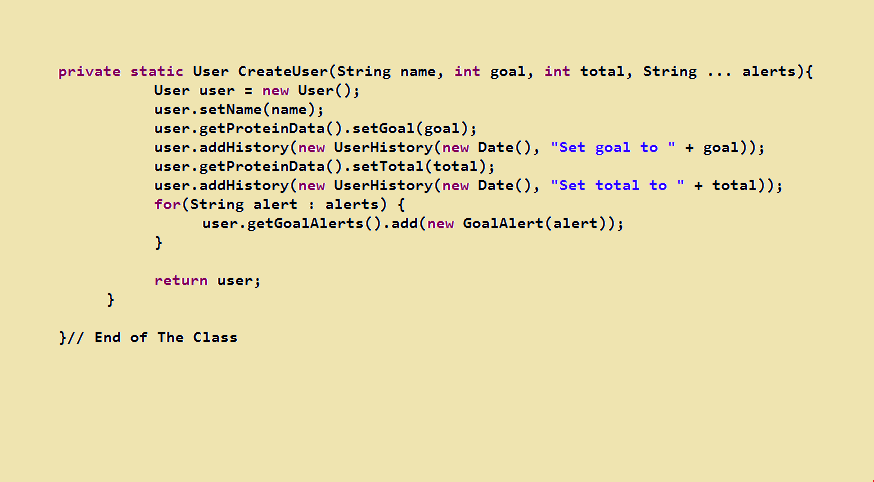 private static User CreateUser(String name, int goal, int total, String ... alerts){
User user = new User();
user.setName(name);
user.getProteinData().setGoal(goal);
user.addHistory(new UserHistory(new Date(), "Set goal to " + goal));
user.getProteinData().setTotal(total);
user.addHistory(new UserHistory(new Date(), "Set total to " + total));
for(String alert : alerts) {
user.getGoalAlerts().add(new GoalAlert(alert));
}
return user;
}
}// End of The Class